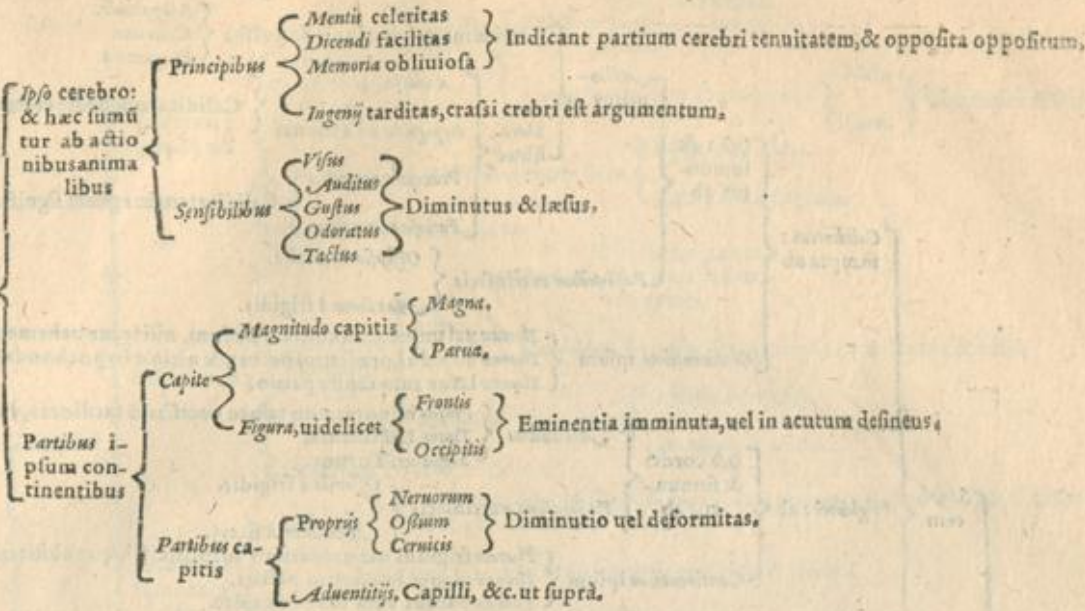 Ipſo cerebro:
& hæc ſumũ
tur ab actio
nibusanima
libus
Principibus
Mentis celeritas
Dicendi facilitas
Memoria obliuioſa
Indicant partium cerebri tenuitatem, & oppoſita oppoſitum,
Ingenij tarditas, craſsi crebri eſt argumentum.
Senſibilibus
Viſus
Auditus
Guſtus
Odoratus
Tactus
Diminutus & læſus.
Partibus i-
pſum con-
tinentibus
Capite
Magnitudo capitis
Magna.
Parua.
Figura, uidelicet
Frontis
Occipitis
Eminentia imminuta, uel in acutum deſineus.
Partibus ca-
pitis
Proprijs
Neruorum
Oſsium
Ceruicis
Diminutio uel deformitas.
Aduentitijs. Capilli, &c. ut ſuprà.